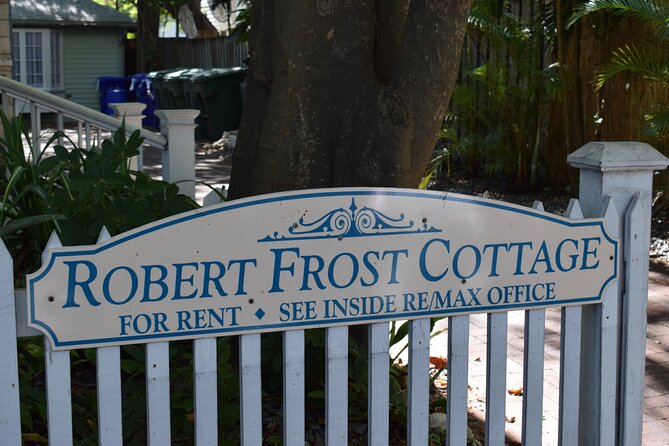 ROBERT FROST COTTAGE
FOR RENT ◆ SEE INSIDE RE/MAX OFFICE